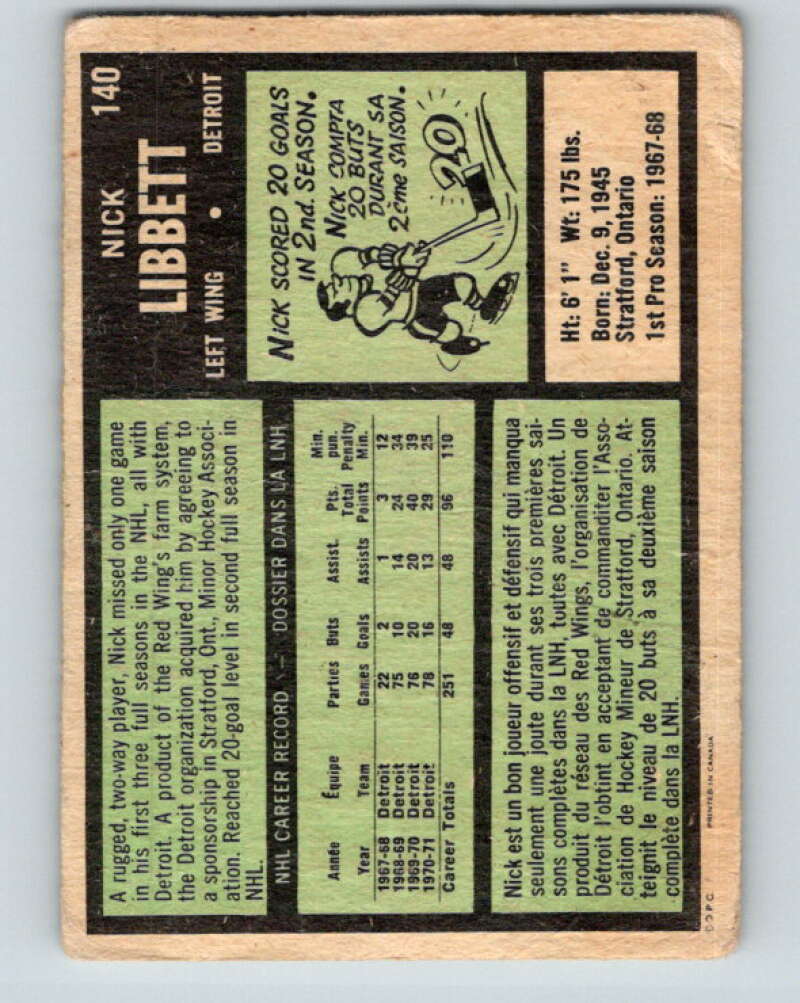 140
NICK
LIBBETT
LEFT WING • DETROIT
A rugged, two-way player, Nick missed only one game
in his first three full seasons in the NHL, all with
Detroit. A product of the Red Wing's farm system,
the Detroit organization acquired him by agreeing to
a sponsorship in Stratford, Ont., Minor Hockey Associ-
ation. Reached 20-goal level in second full season in
NHL.
NICK SCORED 20 GOALS
IN 2nd. SEASON.
NICK COMPTA
20 BUTS
DURANT SA
2ème SAISON.
20
NHL CAREER RECORD — DOSSIER DANS LA LNH
Min.
Pts. pun.
Année Équipe Parties Buts Assist. Total Penalty
Year Team Games Goals Assists Points Min.
1967-68 Detroit 22 2 1 3 12
1968-69 Detroit 75 10 14 24 34
1969-70 Detroit 76 20 20 40 39
1970-71 Detroit 78 16 13 29 25
Career Totals 251 48 48 96 110
Ht: 6' 1" Wt: 175 lbs.
Born: Dec. 9, 1945
Stratford, Ontario
1st Pro Season: 1967-68
Nick est un bon joueur offensif et défensif qui manqua
seulement une joute durant ses trois premières sai-
sons complètes dans la LNH, toutes avec Détroit. Un
produit du réseau des Red Wings, l'organisation de
Détroit l'obtint en acceptant de commanditer l'Asso-
ciation de Hockey Mineur de Stratford, Ontario. At-
teignit le niveau de 20 buts à sa deuxième saison
complète dans la LNH.
PRINTED IN CANADA